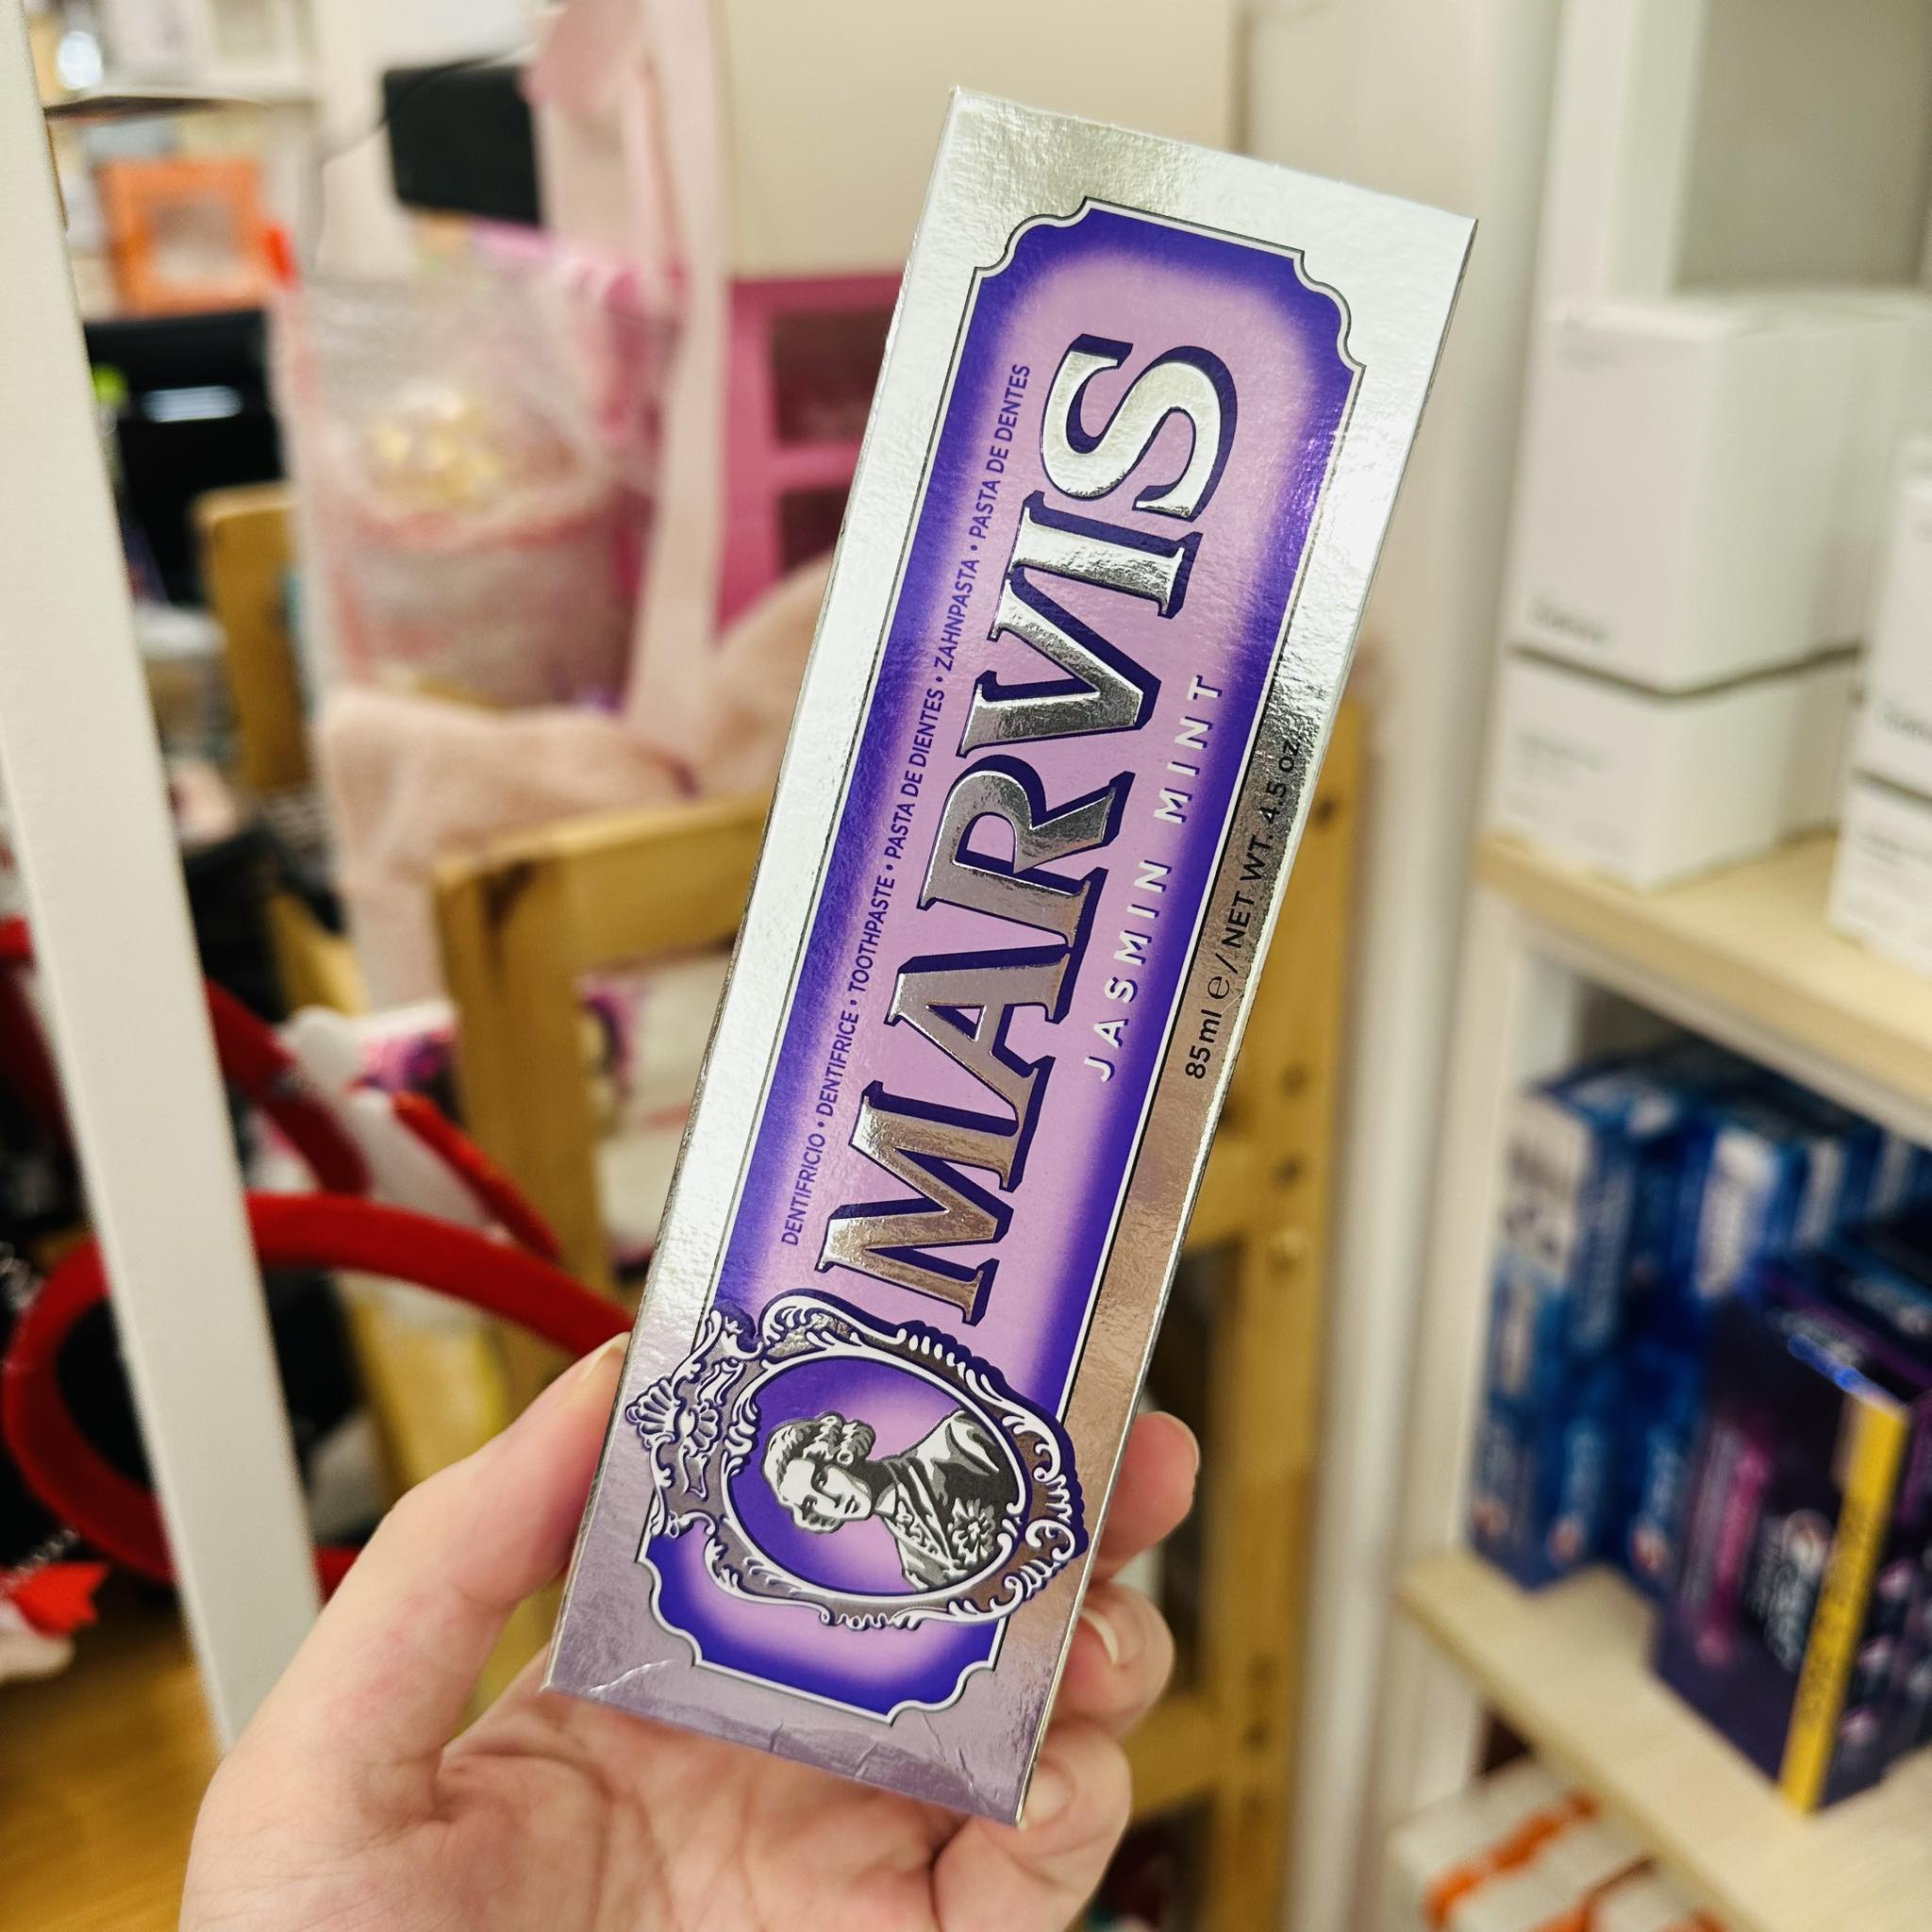 DENTIFRICIO • DENTIFRICE • TOOTHPASTE • PASTA DE DIENTES • ZAHNPASTA • PASTA DE DENTES
MARVIS
JASMIN MINT
85ml ℮ / NET WT. 4.5 oz.